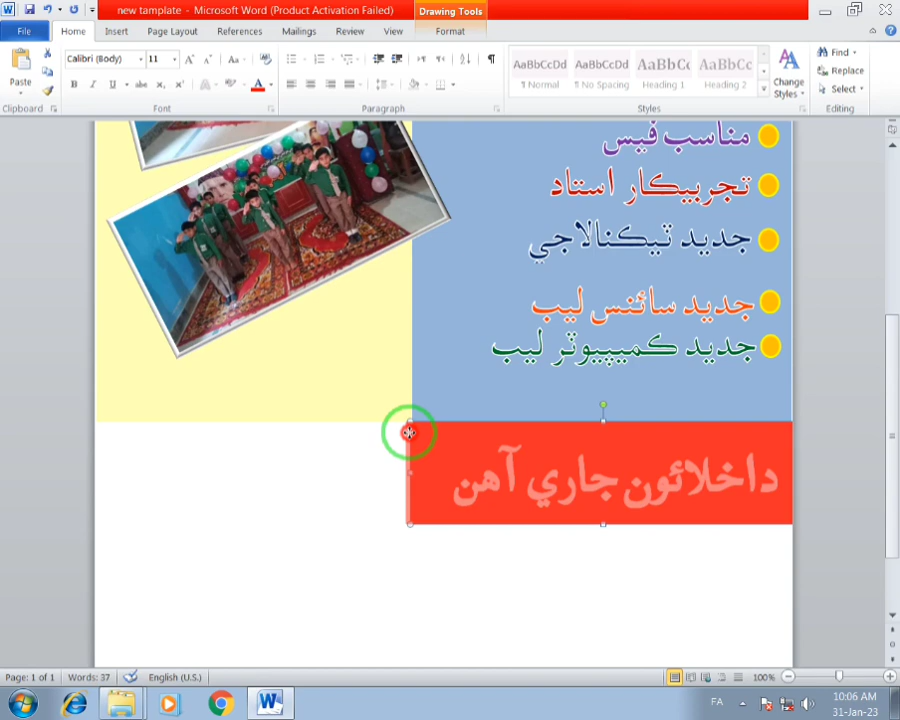 new tamplate - Microsoft Word (Product Activation Failed)
Drawing Tools
File Home Insert Page Layout References Mailings Review View Format
Paste
Clipboard
Calibri (Body) 11
Font
Paragraph
AaBbCcDd AaBbCcDd AaBbCc AaBbCc
¶ Normal ¶ No Spacing Heading 1 Heading 2
Change Styles
Styles
Find
Replace
Select
Editing
مناسب فيس
تجربيڪار استاد
جديد ٽيڪنالاجي
جديد سائنس ليب
جديد ڪمپيوٽر ليب
داخلائون جاري آهن
Page: 1 of 1 Words: 37 English (U.S.) 100%
FA
10:06 AM
31-Jan-23